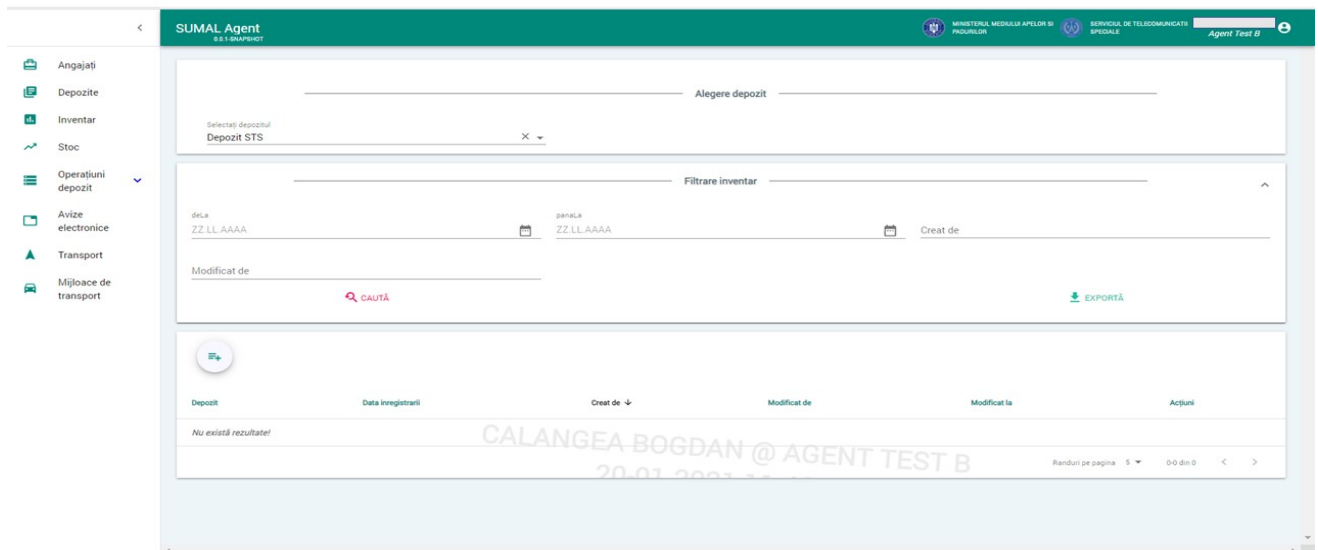 SUMAL Agent
0.0.1-SNAPSHOT
MINISTERUL MEDIULUI APELOR SI
PADURILOR
SERVICIUL DE TELECOMUNICATII
SPECIALE
Agent Test B
Angajați
Depozite
Inventar
Stoc
Operațiuni
depozit
Avize
electronice
Transport
Mijloace de
transport
Alegere depozit
Selectați depozitul
Depozit STS
Filtrare inventar
deLa
ZZ.LL.AAAA
panaLa
ZZ.LL.AAAA
Creat de
Modificat de
CAUTĂ
EXPORTĂ
Depozit Data inregistrarii Creat de Modificat de Modificat la Acțiuni
Nu există rezultate!
CALANGEA BOGDAN @ AGENT TEST B
20-01-2021
Randuri pe pagina 5 0-0 din 0